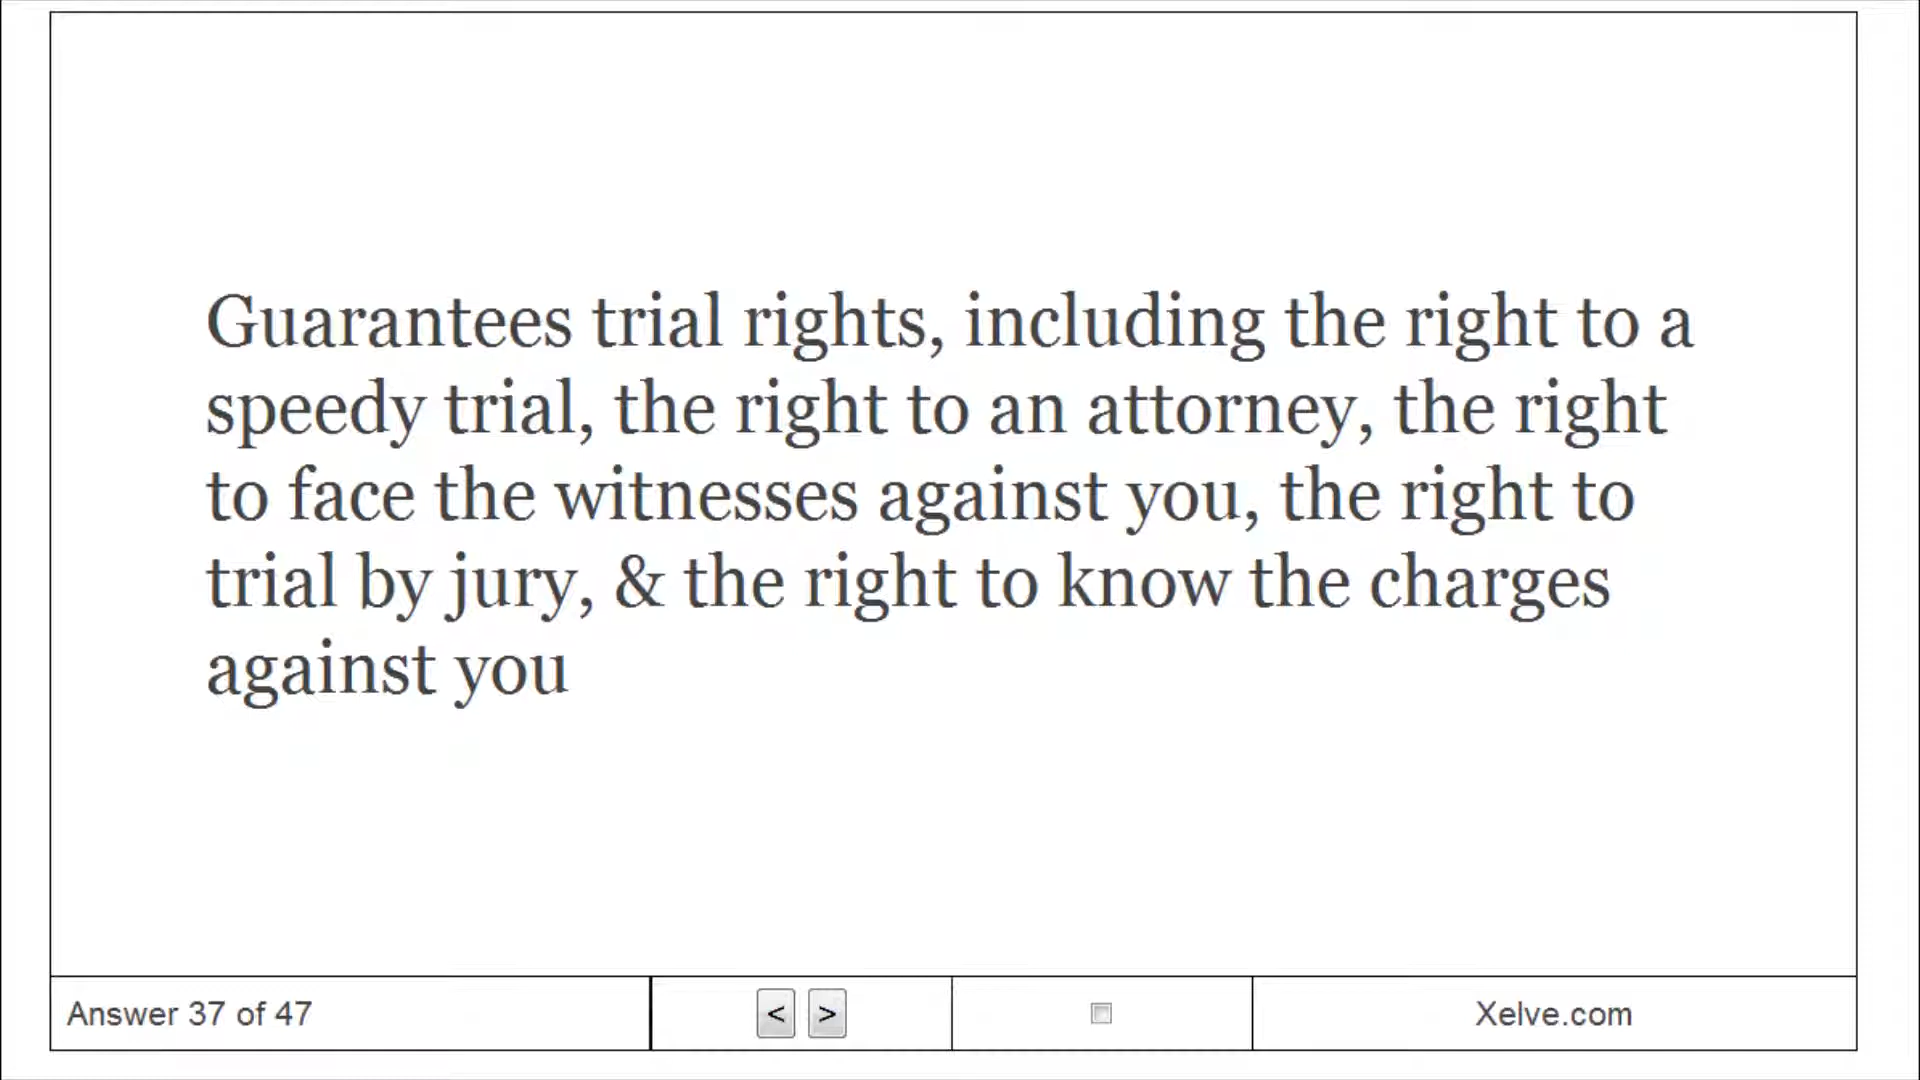 Guarantees trial rights, including the right to a
speedy trial, the right to an attorney, the right
to face the witnesses against you, the right to
trial by jury, & the right to know the charges
against you
Answer 37 of 47
< >
Xelve.com